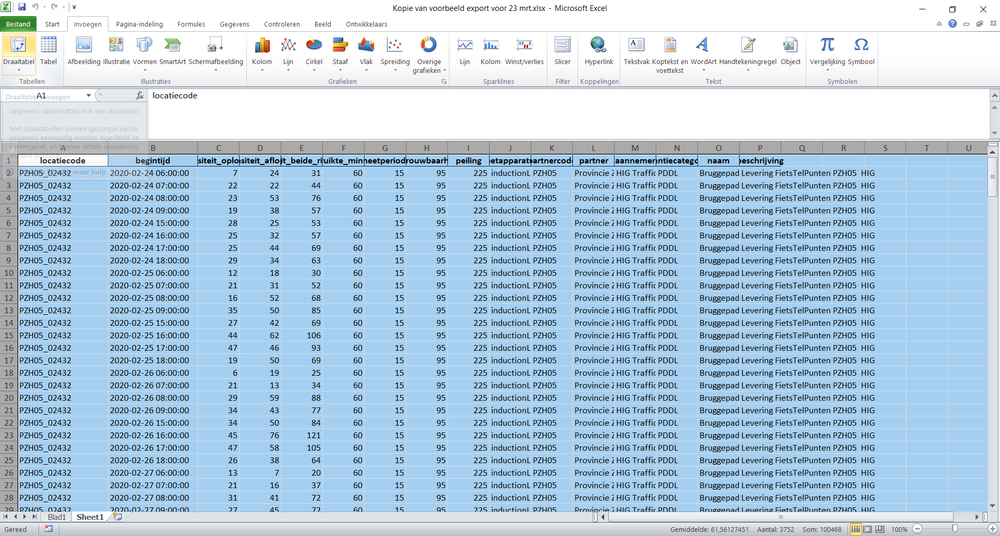 Kopie van voorbeeld export voor 23 mrt.xlsx - Microsoft Excel
Bestand Start Invoegen Pagina-indeling Formules Gegevens Controleren Beeld Ontwikkelaars
Draaitabel Tabel Afbeelding Illustratie Vormen SmartArt Schermafbeelding Kolom Lijn Cirkel Staaf Vlak Spreiding Overige grafieken Lijn Kolom Winst/verlies Slicer Hyperlink Tekstvak Koptekst en voettekst WordArt Handtekeningregel Object Vergelijking Symbool
Tabellen Illustraties Grafieken Sparklines Filter Koppelingen Tekst Symbolen
A1 fx locatiecode
Draaitabel invoegen
Gegevens samenvatten met een draaitabel.
Met draaitabellen kunnen gecompliceerde
gegevens eenvoudig worden ingedeeld en
samengevat, en kunnen details nauwkeurig
worden bekeken.
meer hulp.
A B C D E F G H I J K L M N O P Q R S T U
1 locatiecode begintijd siteit_oplo siteit_aflo it_beide_ri uikte_min neetperiod rouwbaarh peiling etapparat artnercod partner aannemer ntiecatego naam beschrijving
2 PZH05_02432 2020-02-24 06:00:00 7 24 31 60 15 95 225 inductionL PZH05 Provincie Z HIG Traffic PDDL Bruggepad Levering FietsTelPunten PZH05 HIG
3 PZH05_02432 2020-02-24 07:00:00 22 22 44 60 15 95 225 inductionL PZH05 Provincie Z HIG Traffic PDDL Bruggepad Levering FietsTelPunten PZH05 HIG
4 PZH05_02432 2020-02-24 08:00:00 23 53 76 60 15 95 225 inductionL PZH05 Provincie Z HIG Traffic PDDL Bruggepad Levering FietsTelPunten PZH05 HIG
5 PZH05_02432 2020-02-24 09:00:00 19 38 57 60 15 95 225 inductionL PZH05 Provincie Z HIG Traffic PDDL Bruggepad Levering FietsTelPunten PZH05 HIG
6 PZH05_02432 2020-02-24 15:00:00 28 25 53 60 15 95 225 inductionL PZH05 Provincie Z HIG Traffic PDDL Bruggepad Levering FietsTelPunten PZH05 HIG
7 PZH05_02432 2020-02-24 16:00:00 25 32 57 60 15 95 225 inductionL PZH05 Provincie Z HIG Traffic PDDL Bruggepad Levering FietsTelPunten PZH05 HIG
8 PZH05_02432 2020-02-24 17:00:00 25 44 69 60 15 95 225 inductionL PZH05 Provincie Z HIG Traffic PDDL Bruggepad Levering FietsTelPunten PZH05 HIG
9 PZH05_02432 2020-02-24 18:00:00 29 34 63 60 15 95 225 inductionL PZH05 Provincie Z HIG Traffic PDDL Bruggepad Levering FietsTelPunten PZH05 HIG
10 PZH05_02432 2020-02-25 06:00:00 12 18 30 60 15 95 225 inductionL PZH05 Provincie Z HIG Traffic PDDL Bruggepad Levering FietsTelPunten PZH05 HIG
11 PZH05_02432 2020-02-25 07:00:00 21 31 52 60 15 95 225 inductionL PZH05 Provincie Z HIG Traffic PDDL Bruggepad Levering FietsTelPunten PZH05 HIG
12 PZH05_02432 2020-02-25 08:00:00 16 52 68 60 15 95 225 inductionL PZH05 Provincie Z HIG Traffic PDDL Bruggepad Levering FietsTelPunten PZH05 HIG
13 PZH05_02432 2020-02-25 09:00:00 35 50 85 60 15 95 225 inductionL PZH05 Provincie Z HIG Traffic PDDL Bruggepad Levering FietsTelPunten PZH05 HIG
14 PZH05_02432 2020-02-25 15:00:00 27 42 69 60 15 95 225 inductionL PZH05 Provincie Z HIG Traffic PDDL Bruggepad Levering FietsTelPunten PZH05 HIG
15 PZH05_02432 2020-02-25 16:00:00 44 62 106 60 15 95 225 inductionL PZH05 Provincie Z HIG Traffic PDDL Bruggepad Levering FietsTelPunten PZH05 HIG
16 PZH05_02432 2020-02-25 17:00:00 47 46 93 60 15 95 225 inductionL PZH05 Provincie Z HIG Traffic PDDL Bruggepad Levering FietsTelPunten PZH05 HIG
17 PZH05_02432 2020-02-25 18:00:00 19 50 69 60 15 95 225 inductionL PZH05 Provincie Z HIG Traffic PDDL Bruggepad Levering FietsTelPunten PZH05 HIG
18 PZH05_02432 2020-02-26 06:00:00 6 19 25 60 15 95 225 inductionL PZH05 Provincie Z HIG Traffic PDDL Bruggepad Levering FietsTelPunten PZH05 HIG
19 PZH05_02432 2020-02-26 07:00:00 21 13 34 60 15 95 225 inductionL PZH05 Provincie Z HIG Traffic PDDL Bruggepad Levering FietsTelPunten PZH05 HIG
20 PZH05_02432 2020-02-26 08:00:00 29 59 88 60 15 95 225 inductionL PZH05 Provincie Z HIG Traffic PDDL Bruggepad Levering FietsTelPunten PZH05 HIG
21 PZH05_02432 2020-02-26 09:00:00 34 43 77 60 15 95 225 inductionL PZH05 Provincie Z HIG Traffic PDDL Bruggepad Levering FietsTelPunten PZH05 HIG
22 PZH05_02432 2020-02-26 15:00:00 34 50 84 60 15 95 225 inductionL PZH05 Provincie Z HIG Traffic PDDL Bruggepad Levering FietsTelPunten PZH05 HIG
23 PZH05_02432 2020-02-26 16:00:00 45 76 121 60 15 95 225 inductionL PZH05 Provincie Z HIG Traffic PDDL Bruggepad Levering FietsTelPunten PZH05 HIG
24 PZH05_02432 2020-02-26 17:00:00 47 58 105 60 15 95 225 inductionL PZH05 Provincie Z HIG Traffic PDDL Bruggepad Levering FietsTelPunten PZH05 HIG
25 PZH05_02432 2020-02-26 18:00:00 26 38 64 60 15 95 225 inductionL PZH05 Provincie Z HIG Traffic PDDL Bruggepad Levering FietsTelPunten PZH05 HIG
26 PZH05_02432 2020-02-27 06:00:00 13 7 20 60 15 95 225 inductionL PZH05 Provincie Z HIG Traffic PDDL Bruggepad Levering FietsTelPunten PZH05 HIG
27 PZH05_02432 2020-02-27 07:00:00 21 16 37 60 15 95 225 inductionL PZH05 Provincie Z HIG Traffic PDDL Bruggepad Levering FietsTelPunten PZH05 HIG
28 PZH05_02432 2020-02-27 08:00:00 31 41 72 60 15 95 225 inductionL PZH05 Provincie Z HIG Traffic PDDL Bruggepad Levering FietsTelPunten PZH05 HIG
29 PZH05_02432 2020-02-27 09:00:00 27 45 72 60 15 95 225 inductionL PZH05 Provincie Z HIG Traffic PDDL Bruggepad Levering FietsTelPunten PZH05 HIG
Blad1 Sheet1
Gereed Gemiddelde: 61,56127451 Aantal: 3752 Som: 100468 100%